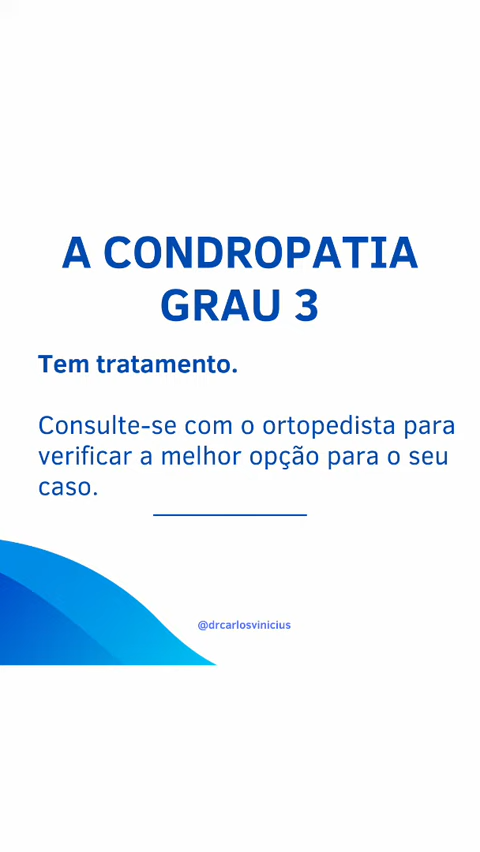 A CONDROPATIA
GRAU 3
Tem tratamento.
Consulte-se com o ortopedista para
verificar a melhor opção para o seu
caso.
@drcarlosvinicius